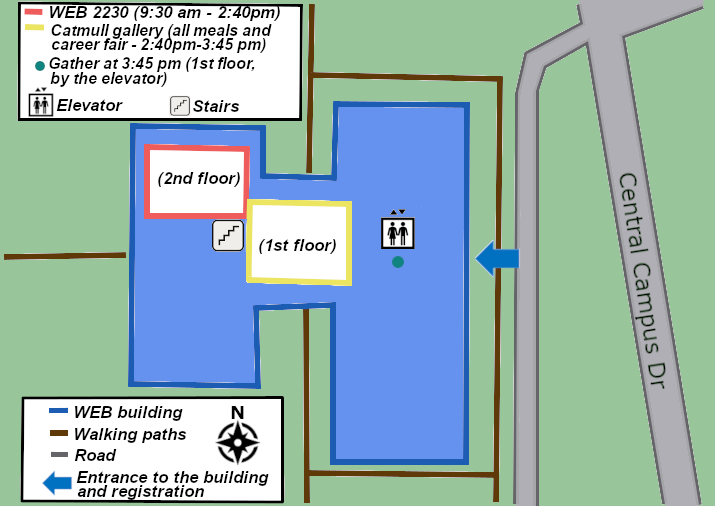 WEB 2230 (9:30 am - 2:40pm)
Catmull gallery (all meals and
career fair - 2:40pm-3:45 pm)
Gather at 3:45 pm (1st floor,
by the elevator)
Elevator
Stairs
(2nd floor)
(1st floor)
Central Campus Dr
WEB building
Walking paths
Road
Entrance to the building
and registration
N